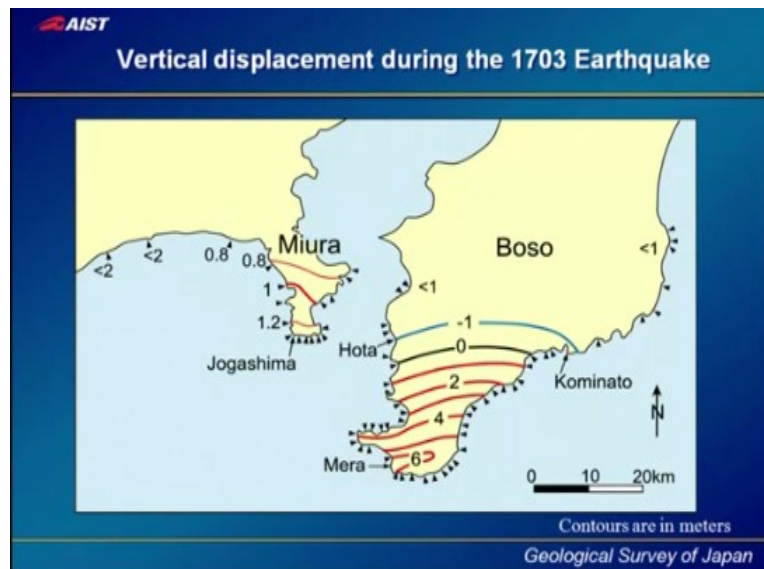 AIST
Vertical displacement during the 1703 Earthquake
Miura
Boso
<2
<2
0.8
0.8
<1
<1
1
1.2
-1
Jogashima
Hota
0
Kominato
2
4
N
Mera
6
0 10 20km
Contours are in meters
Geological Survey of Japan